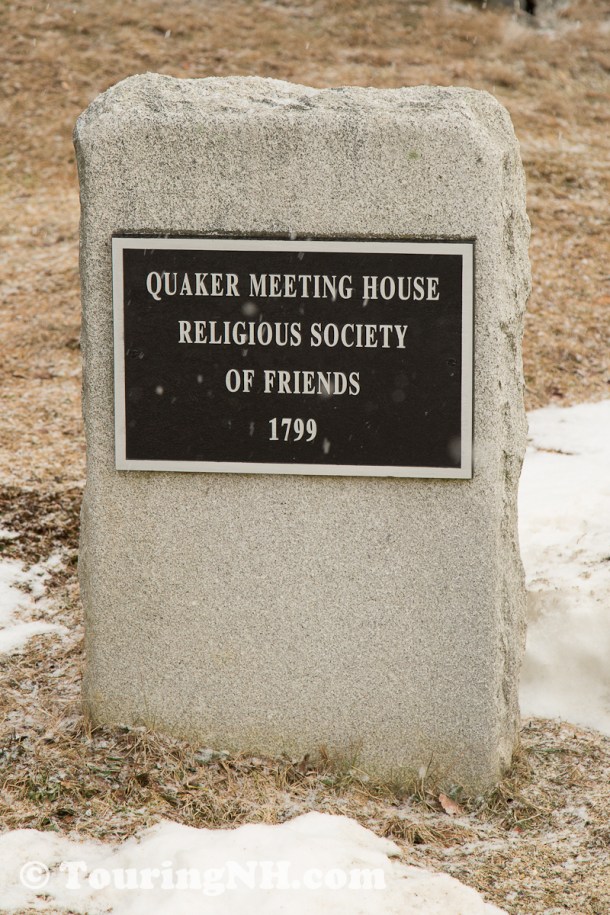 QUAKER MEETING HOUSE
RELIGIOUS SOCIETY
OF FRIENDS
1799
© TouringNH.com